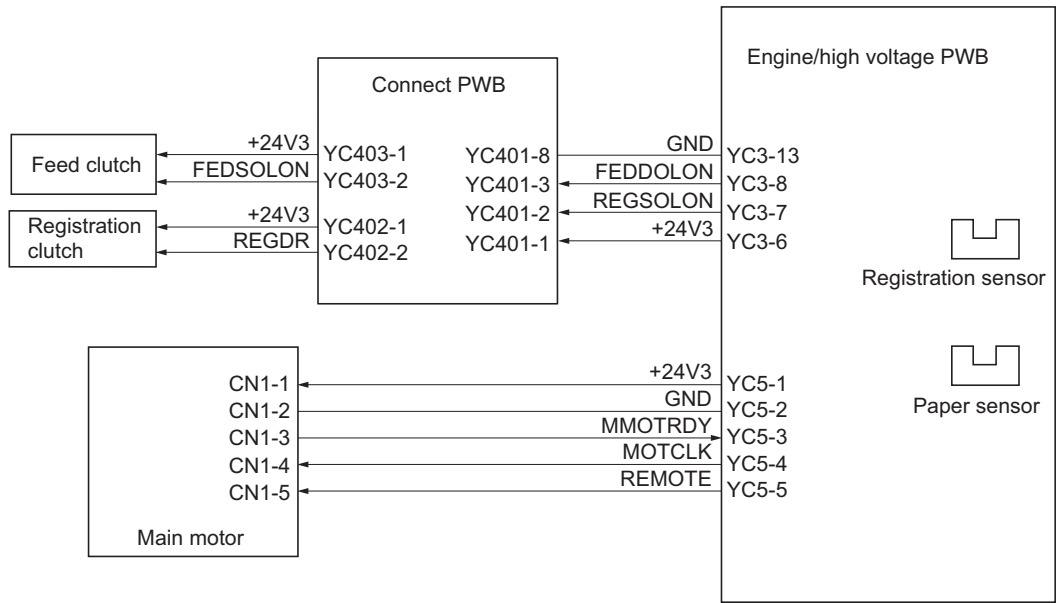 Engine/high voltage PWB
Connect PWB
Feed clutch
+24V3
FEDSOLON
YC403-1
YC403-2
Registration
clutch
+24V3
REGDR
YC402-1
YC402-2
YC401-8
YC401-3
YC401-2
YC401-1
GND
FEDDOLON
REGSOLON
+24V3
YC3-13
YC3-8
YC3-7
YC3-6
Registration sensor
Paper sensor
CN1-1
CN1-2
CN1-3
CN1-4
CN1-5
Main motor
+24V3
GND
MMOTRDY
MOTCLK
REMOTE
YC5-1
YC5-2
YC5-3
YC5-4
YC5-5